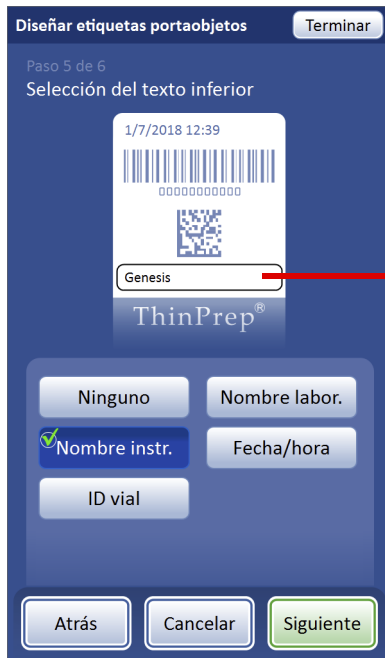 Diseñar etiquetas portaobjetos Terminar
Paso 5 de 6
Selección del texto inferior
1/7/2018 12:39
00000000000
Genesis
ThinPrep®
Ninguno Nombre labor.
Nombre instr. Fecha/hora
ID vial
Atrás Cancelar Siguiente